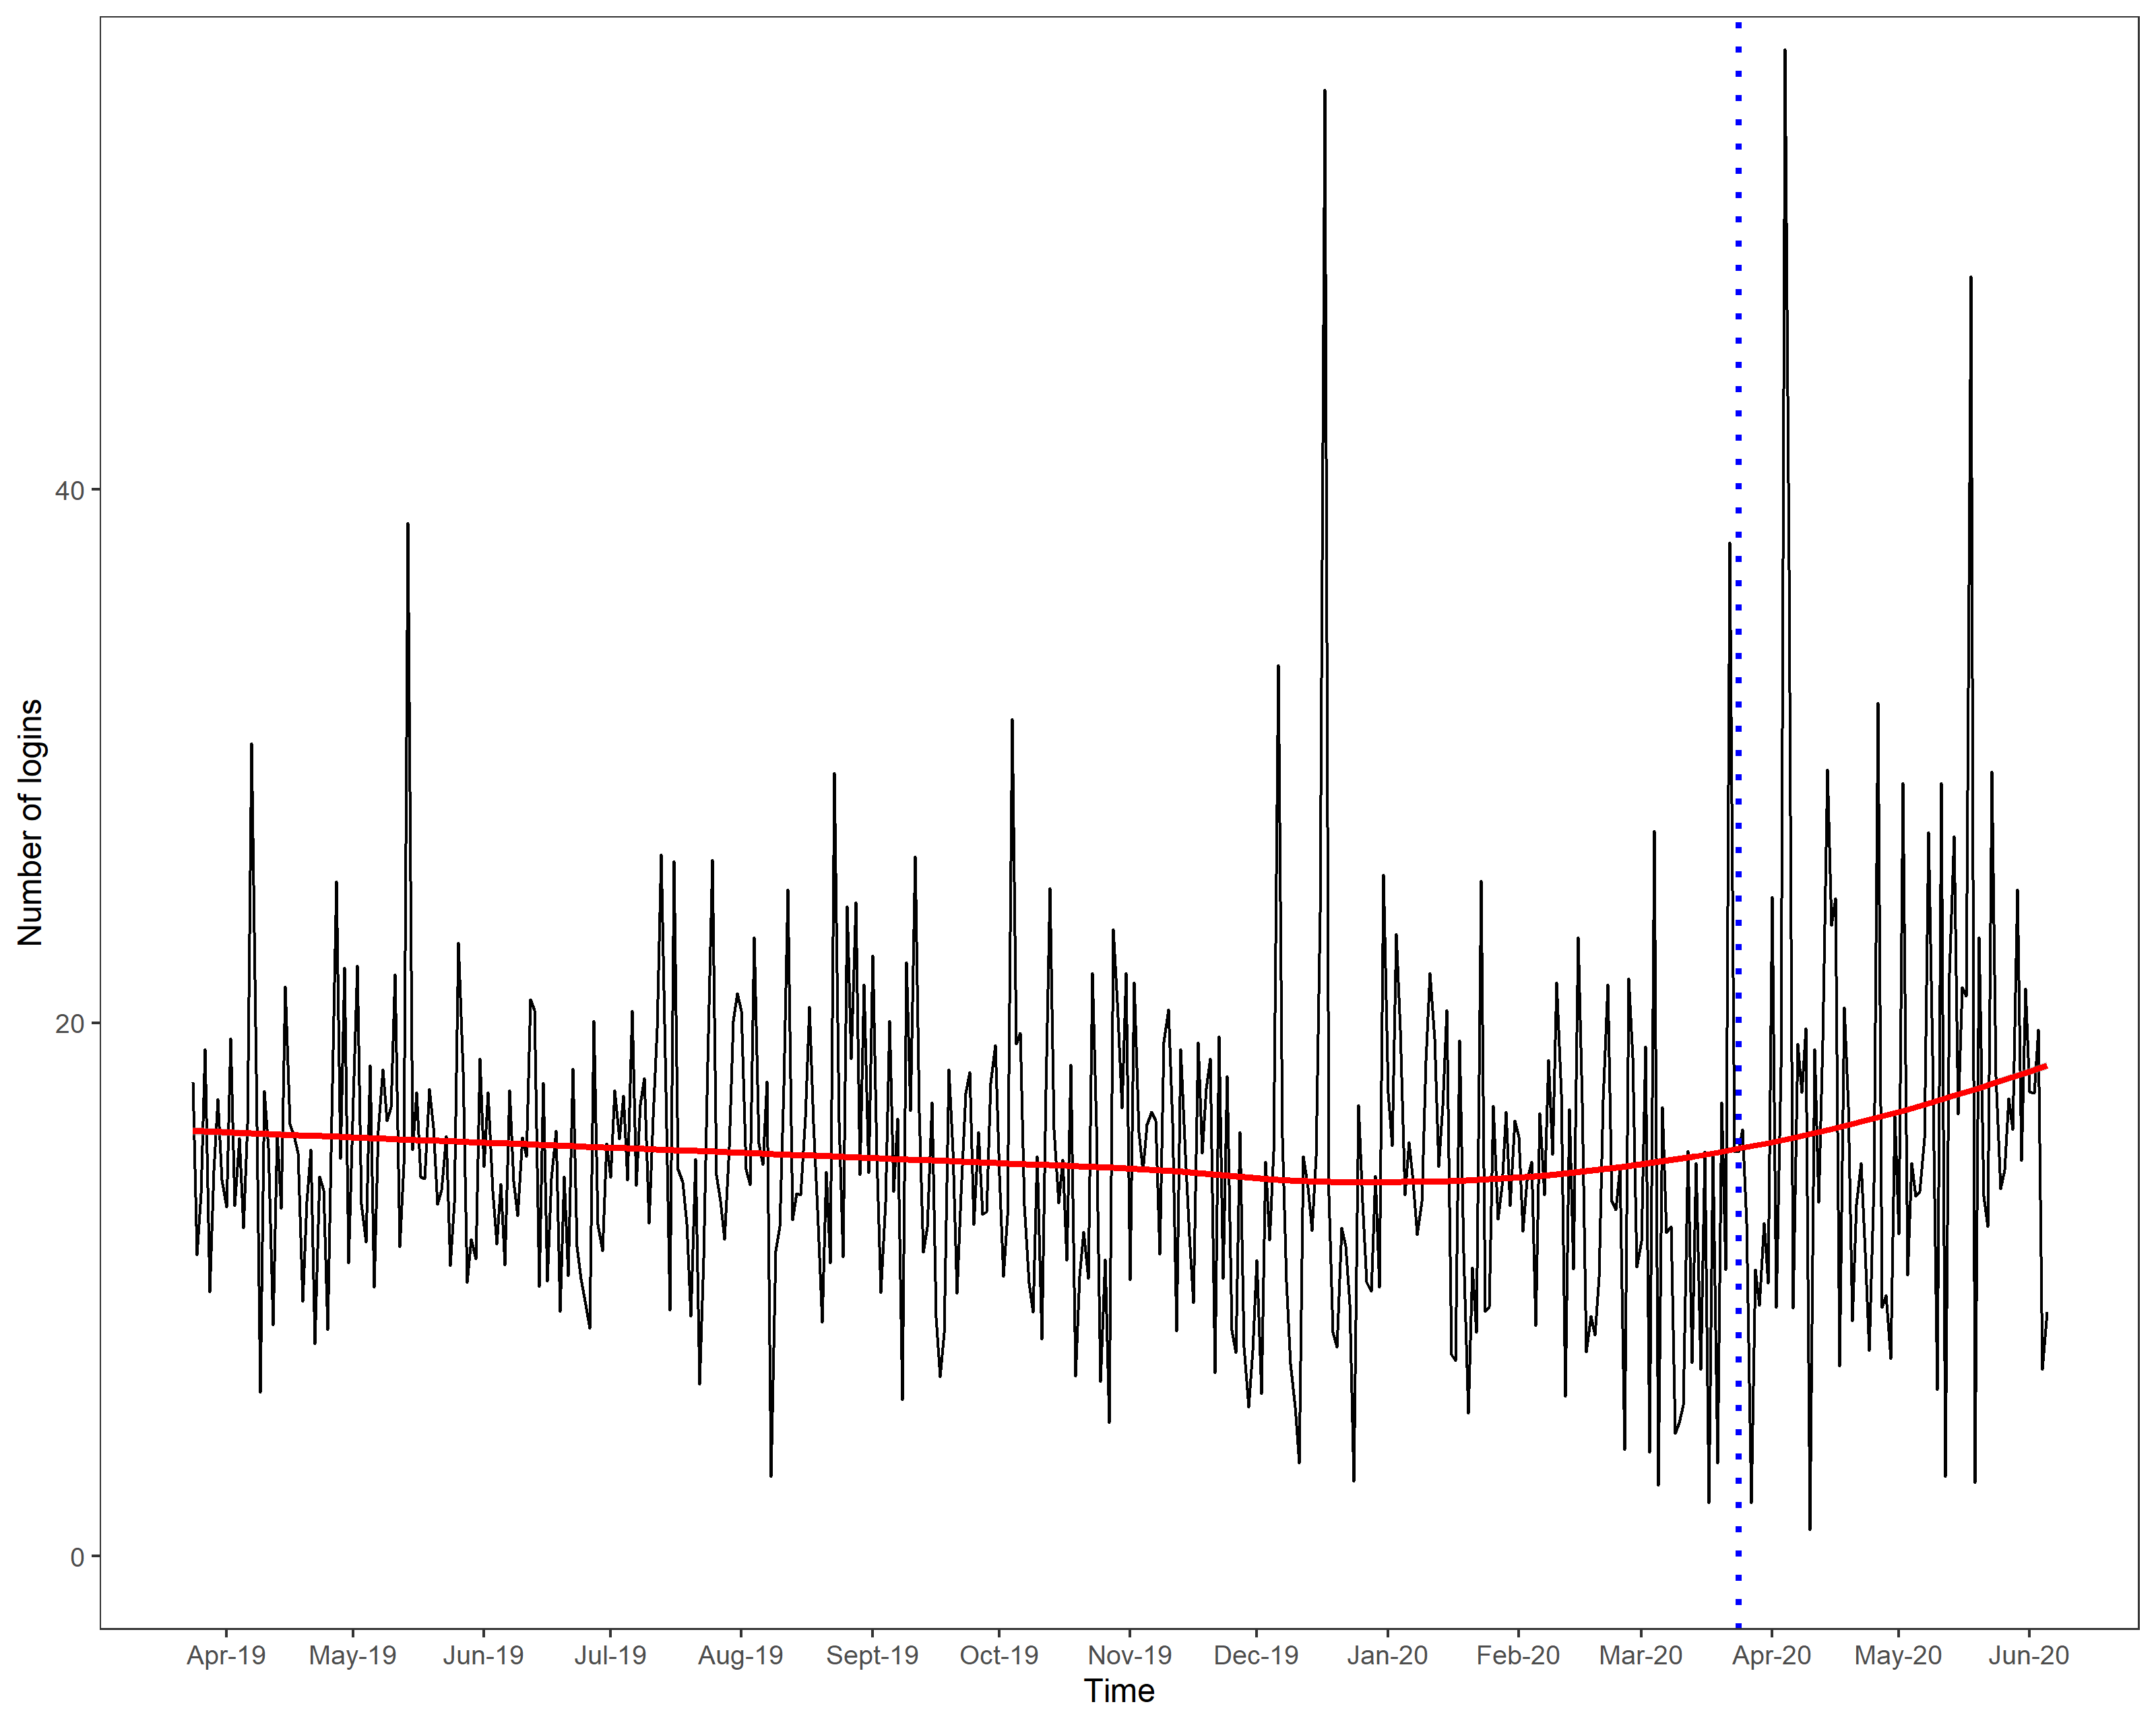 Number of logins
40
20
0
Apr-19 May-19 Jun-19 Jul-19 Aug-19 Sept-19 Oct-19 Nov-19 Dec-19 Jan-20 Feb-20 Mar-20 Apr-20 May-20 Jun-20
Time